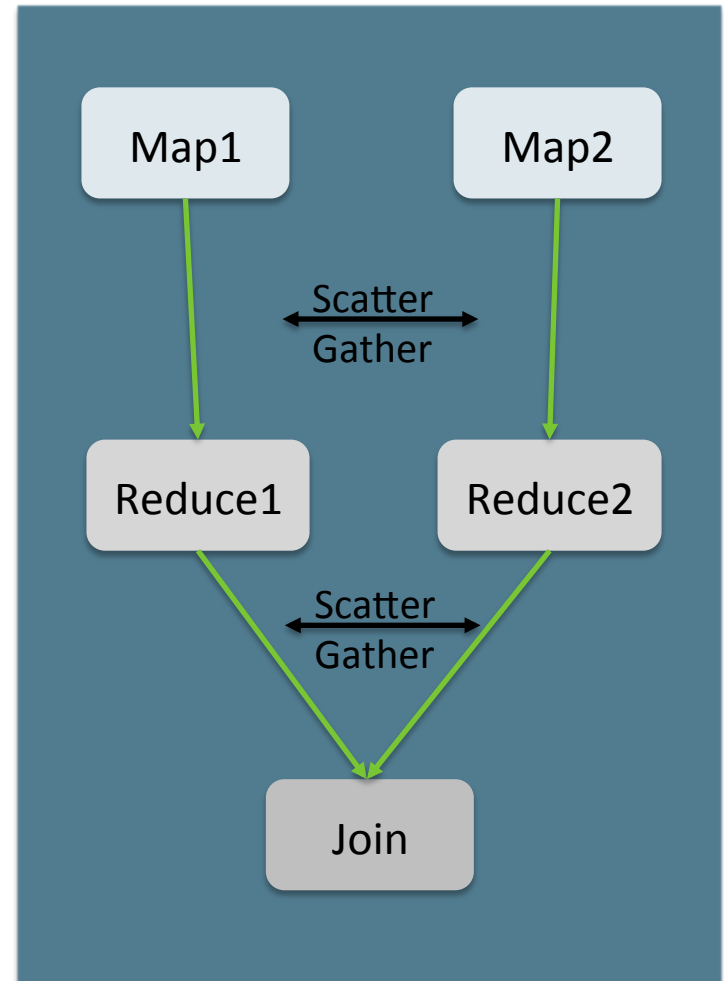 Map1
Map2
Scatter
Gather
Reduce1
Reduce2
Scatter
Gather
Join